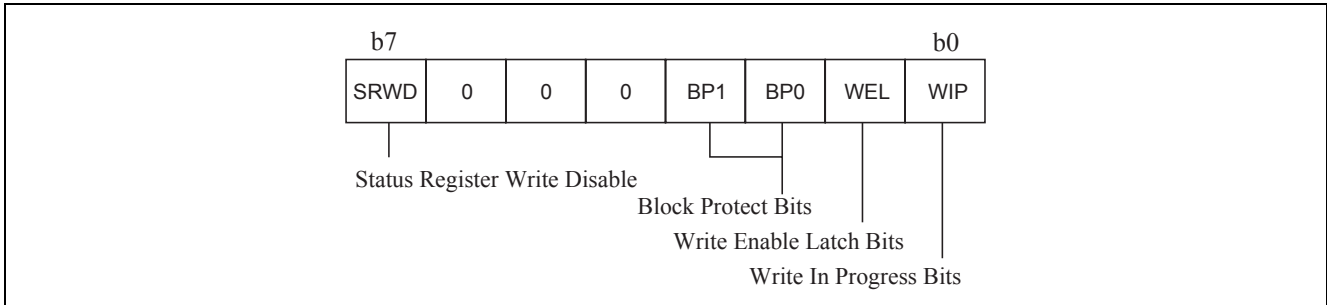 b7 b0
SRWD 0 0 0 BP1 BP0 WEL WIP
Status Register Write Disable
Block Protect Bits
Write Enable Latch Bits
Write In Progress Bits